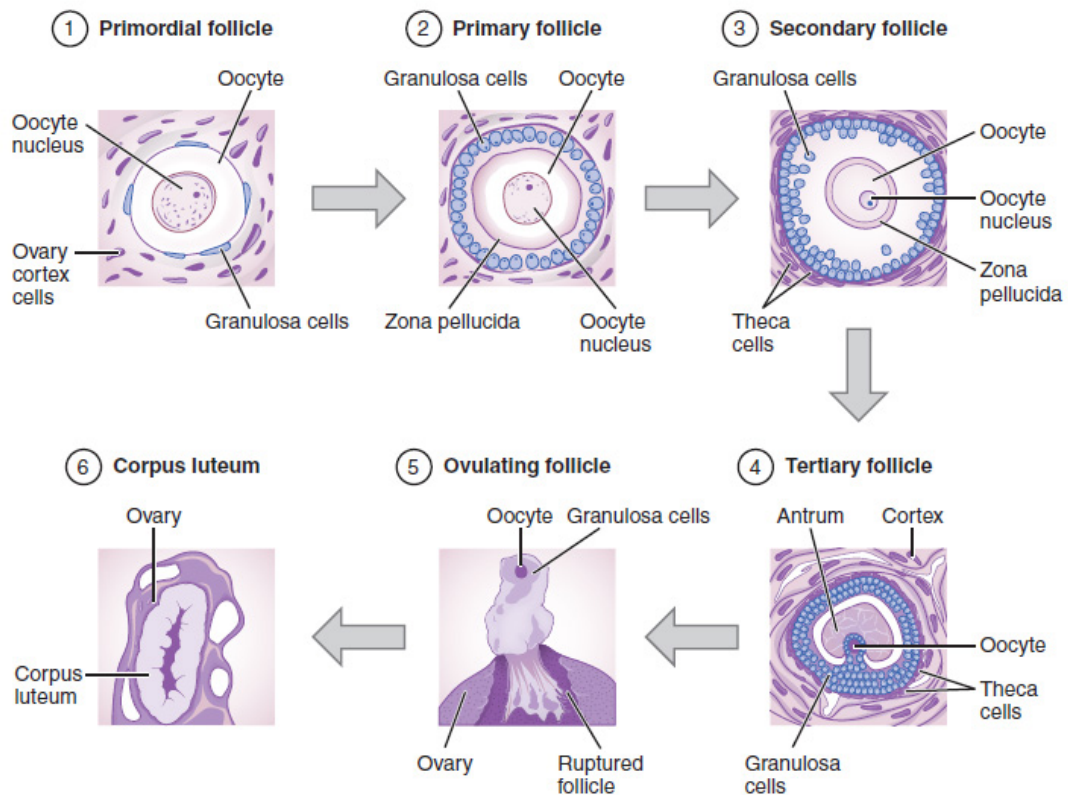 1 Primordial follicle
Oocyte
Oocyte
nucleus
Ovary
cortex
cells
Granulosa cells
2 Primary follicle
Granulosa cells
Oocyte
Zona pellucida
Oocyte
nucleus
3 Secondary follicle
Granulosa cells
Oocyte
Oocyte
nucleus
Zona
pellucida
Theca
cells
4 Tertiary follicle
Antrum
Cortex
Oocyte
Theca
cells
Granulosa
cells
5 Ovulating follicle
Oocyte
Granulosa cells
Ovary
Ruptured
follicle
6 Corpus luteum
Ovary
Corpus
luteum